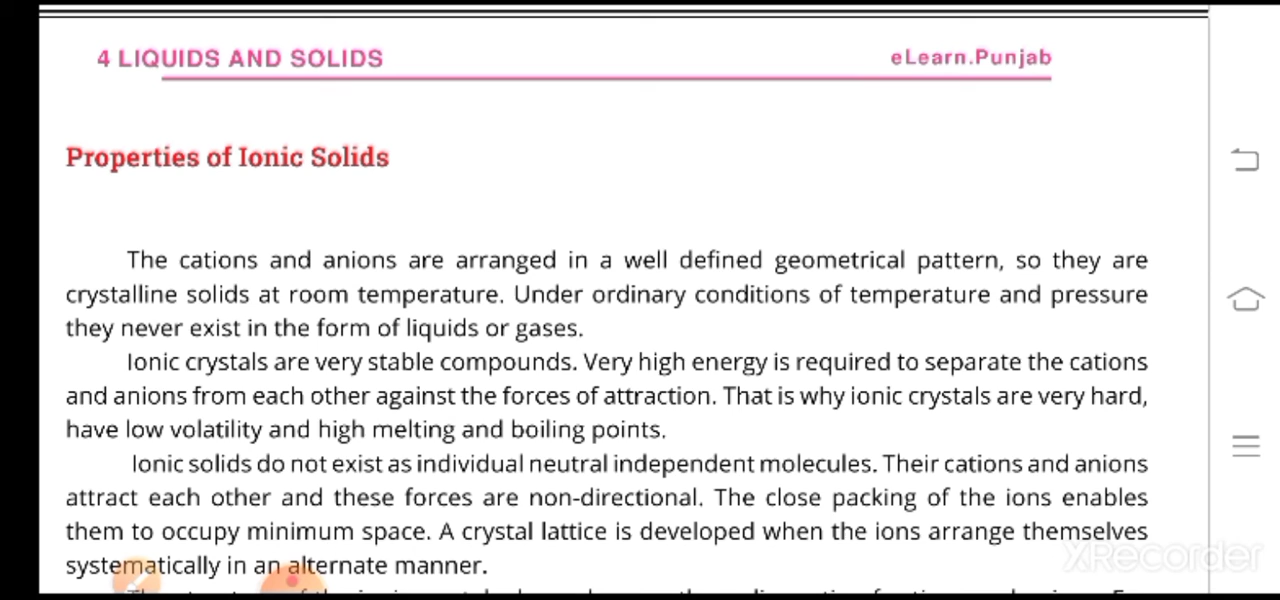 4 LIQUIDS AND SOLIDS eLearn.Punjab
Properties of Ionic Solids
The cations and anions are arranged in a well defined geometrical pattern, so they are
crystalline solids at room temperature. Under ordinary conditions of temperature and pressure
they never exist in the form of liquids or gases.
Ionic crystals are very stable compounds. Very high energy is required to separate the cations
and anions from each other against the forces of attraction. That is why ionic crystals are very hard,
have low volatility and high melting and boiling points.
Ionic solids do not exist as individual neutral independent molecules. Their cations and anions
attract each other and these forces are non-directional. The close packing of the ions enables
them to occupy minimum space. A crystal lattice is developed when the ions arrange themselves
systematically in an alternate manner.
XRecorder